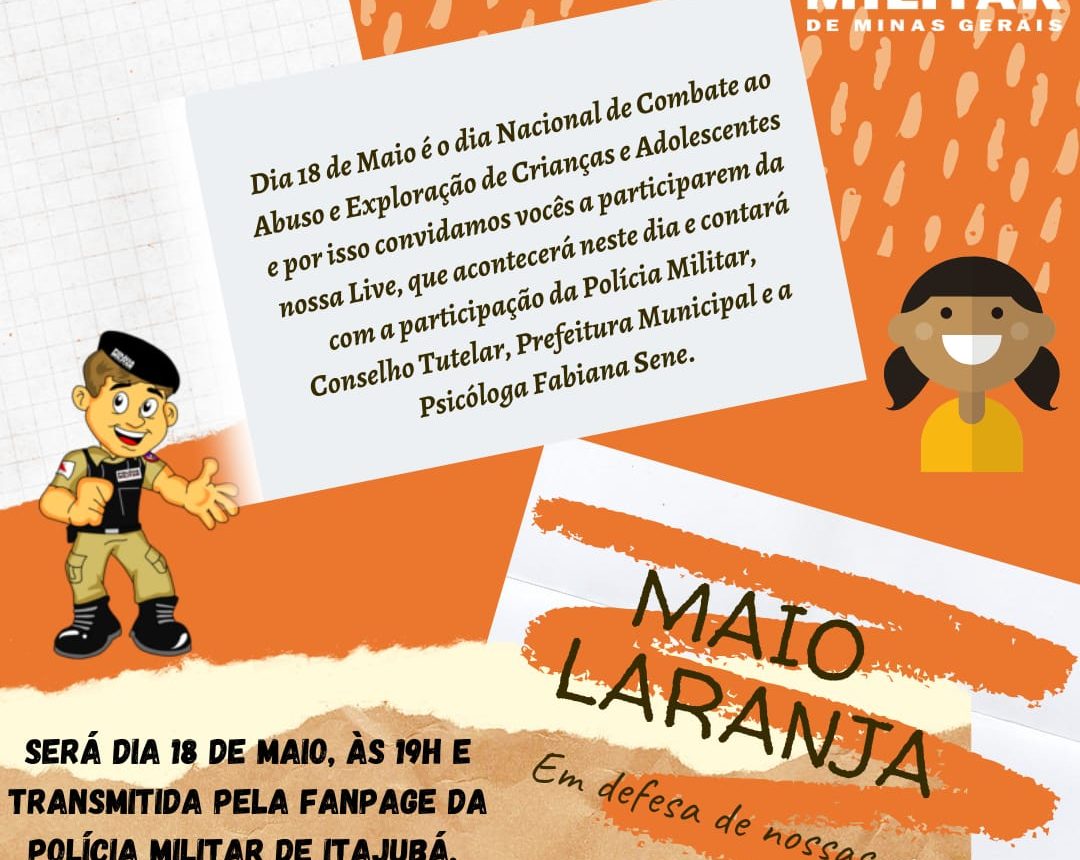 MILITAR
DE MINAS GERAIS
Dia 18 de Maio é o dia Nacional de Combate ao
Abuso e Exploração de Crianças e Adolescentes
e por isso convidamos vocês a participarem da
nossa Live, que acontecerá neste dia e contará
com a participação da Polícia Militar,
Conselho Tutelar, Prefeitura Municipal e a
Psicóloga Fabiana Sene.
MAIO
LARANJA
Em defesa de nossas
SERÁ DIA 18 DE MAIO, ÀS 19H E
TRANSMITIDA PELA FANPAGE DA
POLÍCIA MILITAR DE ITAJUBÁ.